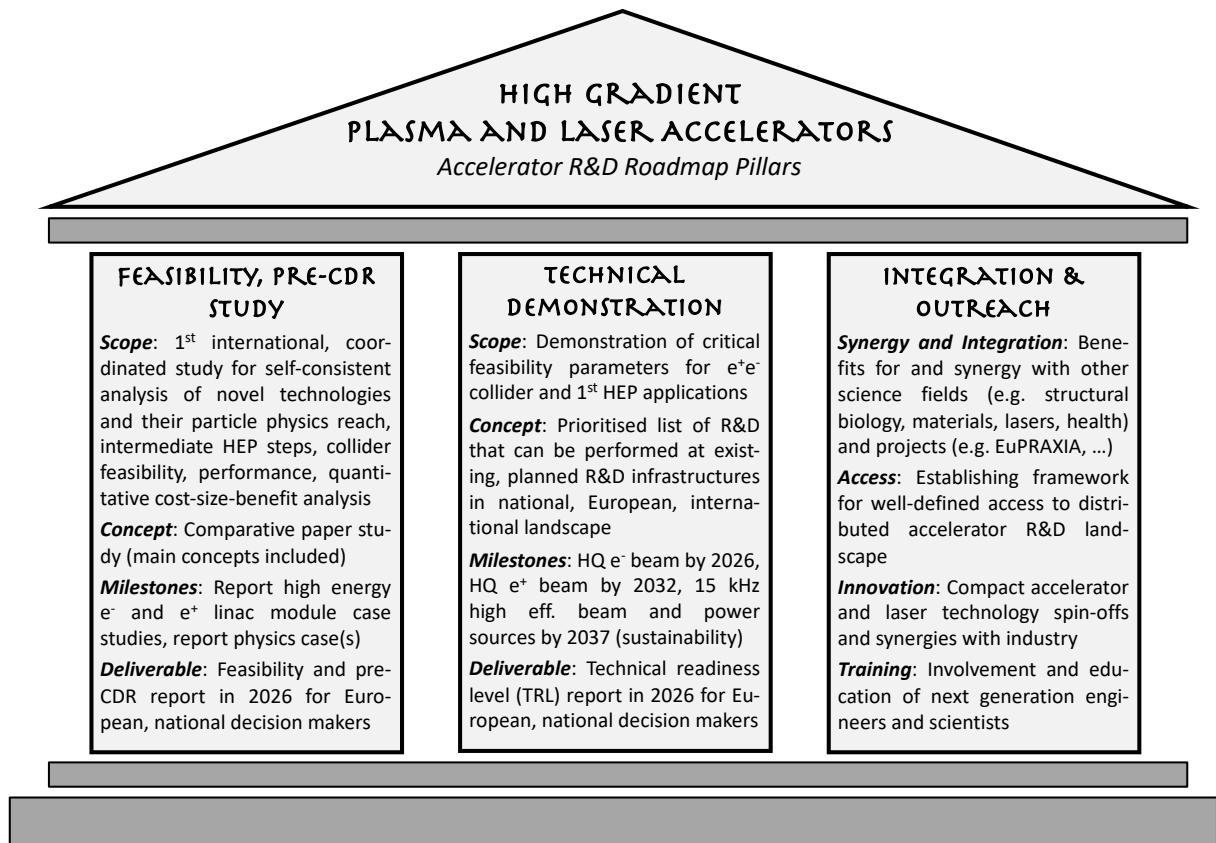 HIGH GRADIENT
PLASMA AND LASER ACCELERATORS
Accelerator R&D Roadmap Pillars
FEASIBILITY, PRE-CDR
STUDY
Scope: 1st international, coor-
dinated study for self-consistent
analysis of novel technologies
and their particle physics reach,
intermediate HEP steps, collider
feasibility, performance, quanti-
tative cost-size-benefit analysis
Concept: Comparative paper stu-
dy (main concepts included)
Milestones: Report high energy
e- and e+ linac module case
studies, report physics case(s)
Deliverable: Feasibility and pre-
CDR report in 2026 for Euro-
pean, national decision makers
TECHNICAL
DEMONSTRATION
Scope: Demonstration of critical
feasibility parameters for e+e-
collider and 1st HEP applications
Concept: Prioritised list of R&D
that can be performed at exist-
ing, planned R&D infrastructures
in national, European, interna-
tional landscape
Milestones: HQ e- beam by 2026,
HQ e+ beam by 2032, 15 kHz
high eff. beam and power
sources by 2037 (sustainability)
Deliverable: Technical readiness
level (TRL) report in 2026 for Eu-
ropean, national decision makers
INTEGRATION &
OUTREACH
Synergy and Integration: Bene-
fits for and synergy with other
science fields (e.g. structural
biology, materials, lasers, health)
and projects (e.g. EuPRAXIA, ...)
Access: Establishing framework
for well-defined access to distri-
buted accelerator R&D land-
scape
Innovation: Compact accelerator
and laser technology spin-offs
and synergies with industry
Training: Involvement and edu-
cation of next generation engi-
neers and scientists